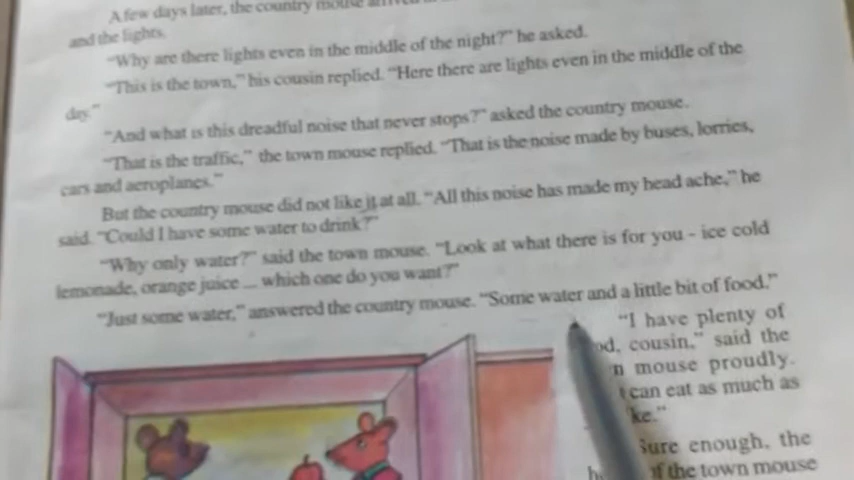 A few days later, the country mouse arrived
and the lights.
"Why are there lights even in the middle of the night?" he asked.
"This is the town," his cousin replied. "Here there are lights even in the middle of the
day."
"And what is this dreadful noise that never stops?" asked the country mouse.
"That is the traffic," the town mouse replied. "That is the noise made by buses, lorries,
cars and aeroplanes."
But the country mouse did not like it at all. "All this noise has made my head ache," he
said. "Could I have some water to drink?"
"Why only water?" said the town mouse. "Look at what there is for you - ice cold
lemonade, orange juice ... which one do you want?"
"Just some water," answered the country mouse. "Some water and a little bit of food."
"I have plenty of
cousin," said the
mouse proudly.
can eat as much as
Sure enough, the
of the town mouse